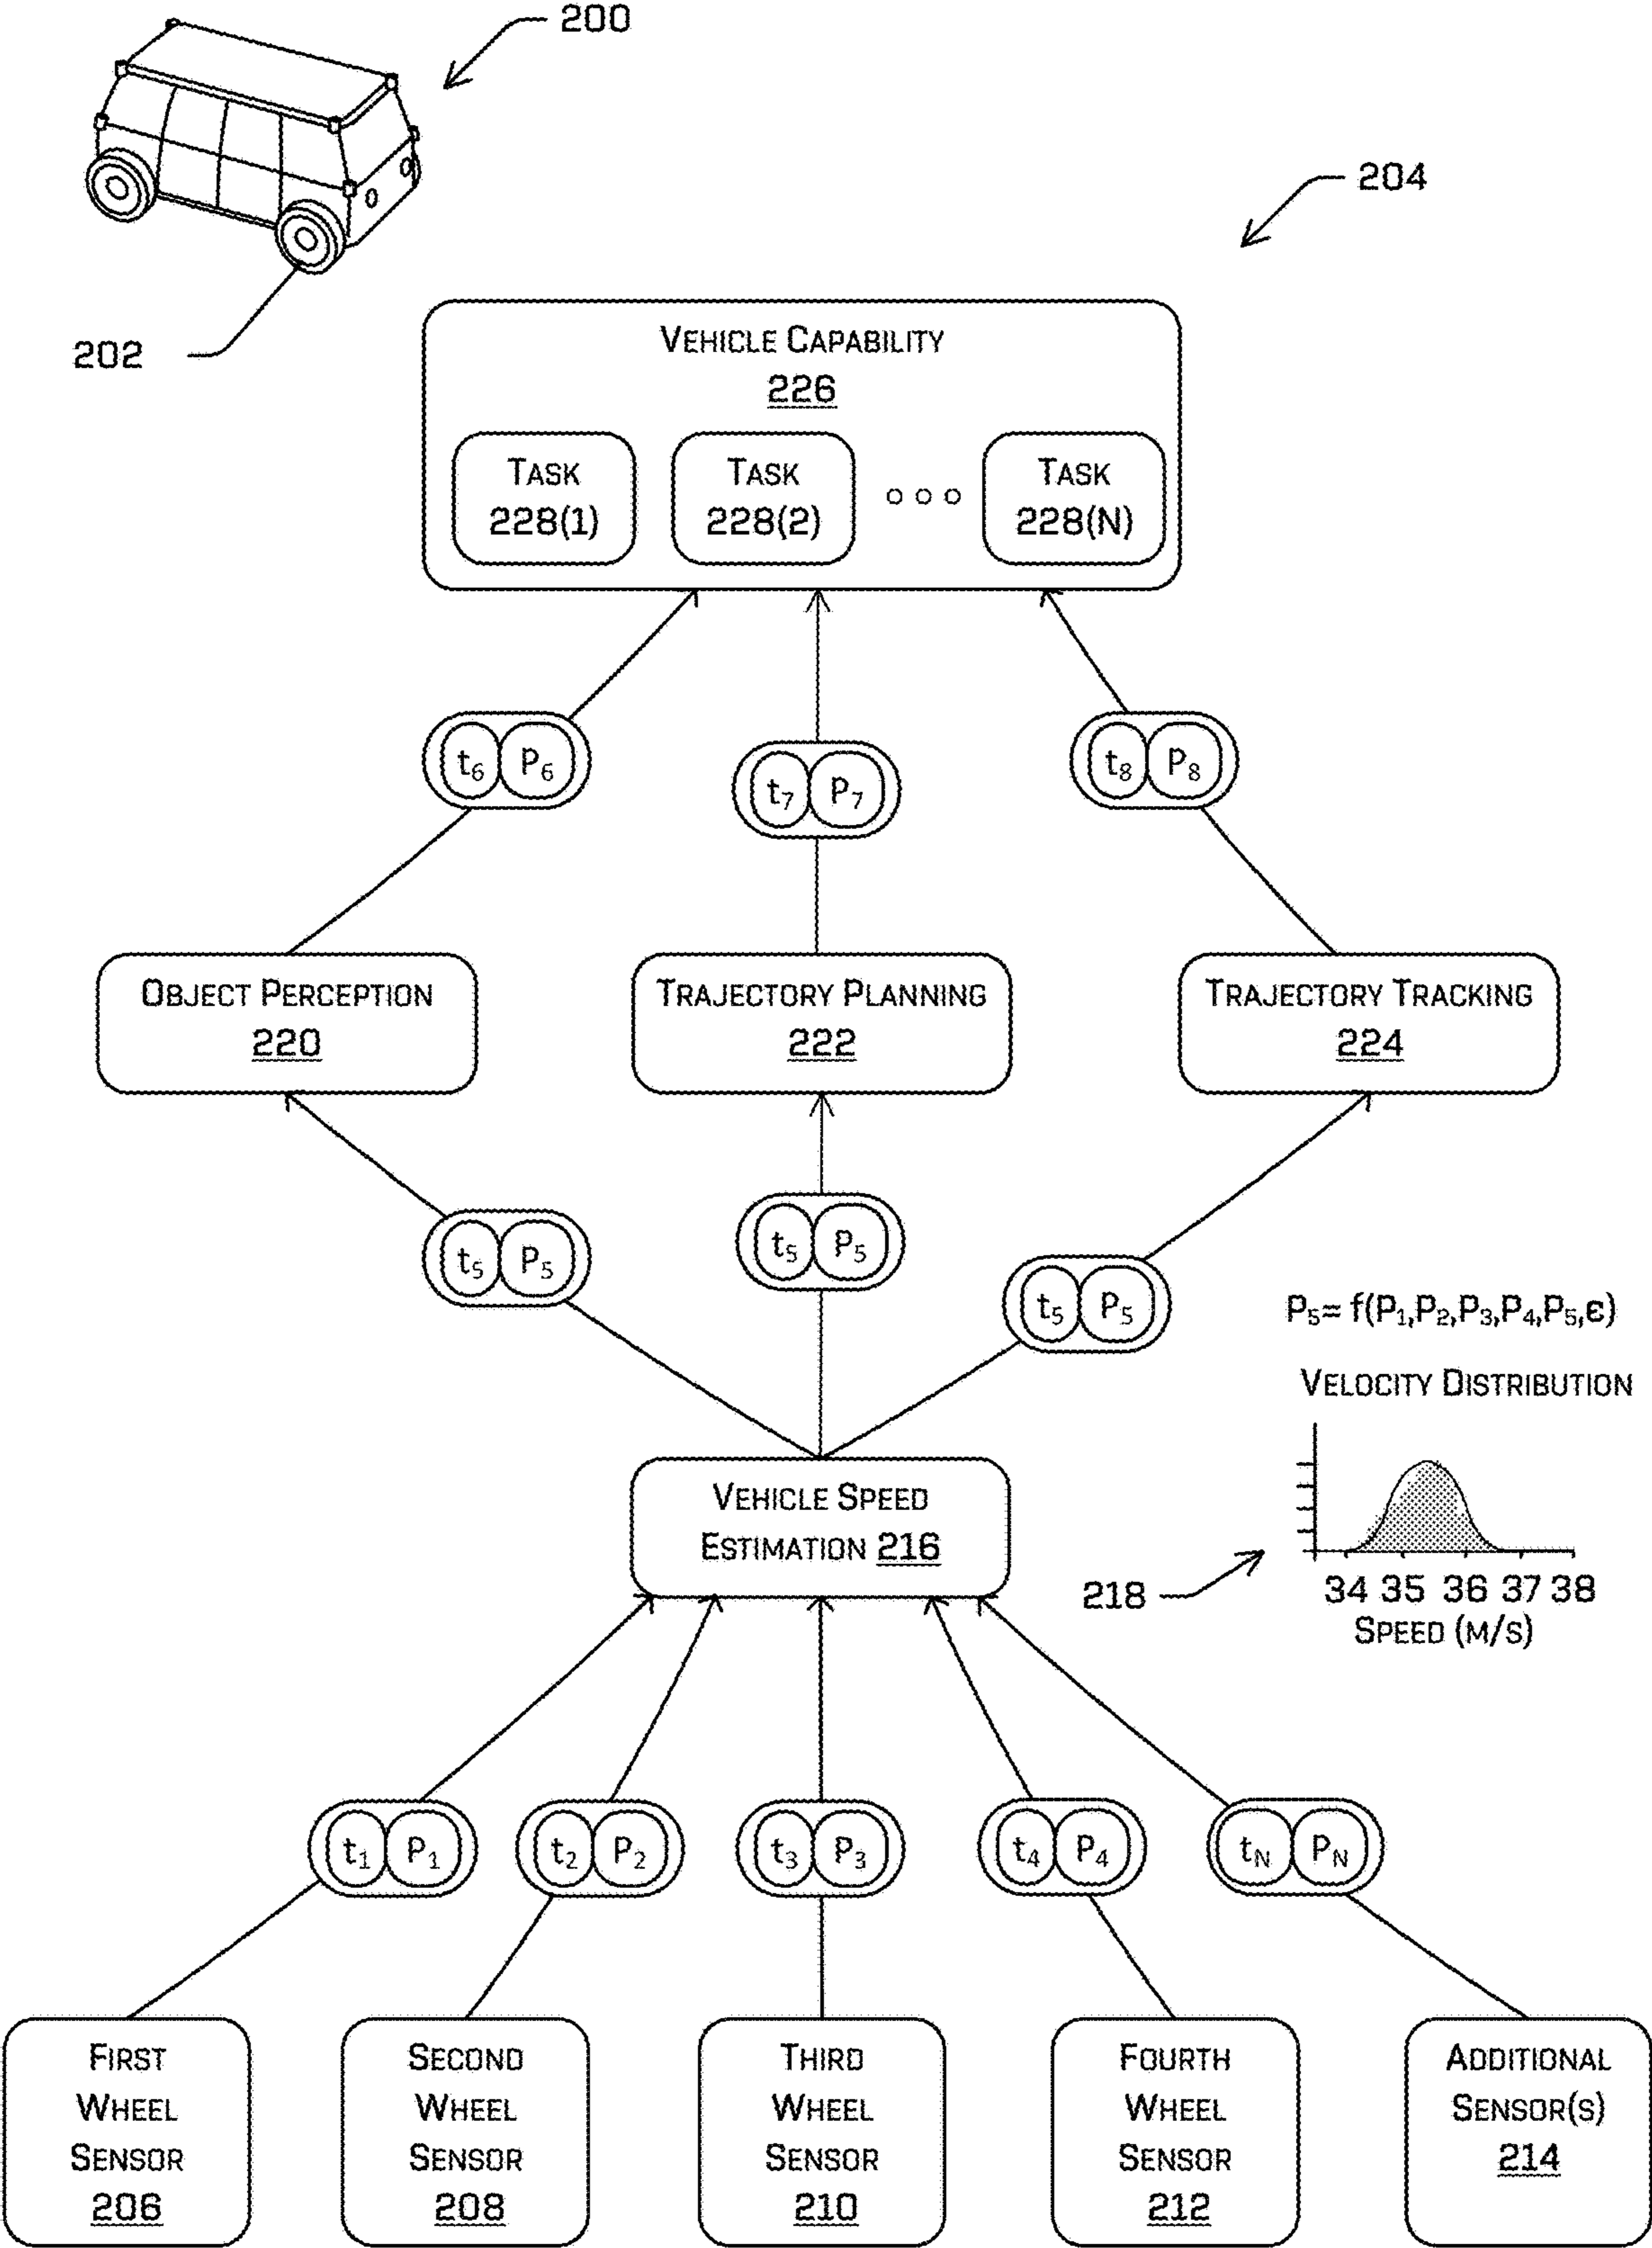 200
204
202
VEHICLE CAPABILITY
226
TASK
228(1)
TASK
228(2)
TASK
228(N)
t₆ P₆
t₇ P₇
t₈ P₈
OBJECT PERCEPTION
220
TRAJECTORY PLANNING
222
TRAJECTORY TRACKING
224
t₅ P₅
t₅ P₅
t₅ P₅
P₅= f(P₁,P₂,P₃,P₄,P₅,ϵ)
VELOCITY DISTRIBUTION
34 35 36 37 38
SPEED (M/S)
218
VEHICLE SPEED
ESTIMATION 216
t₁ P₁
t₂ P₂
t₃ P₃
t₄ P₄
t_N P_N
FIRST
WHEEL
SENSOR
206
SECOND
WHEEL
SENSOR
208
THIRD
WHEEL
SENSOR
210
FOURTH
WHEEL
SENSOR
212
ADDITIONAL
SENSOR(S)
214